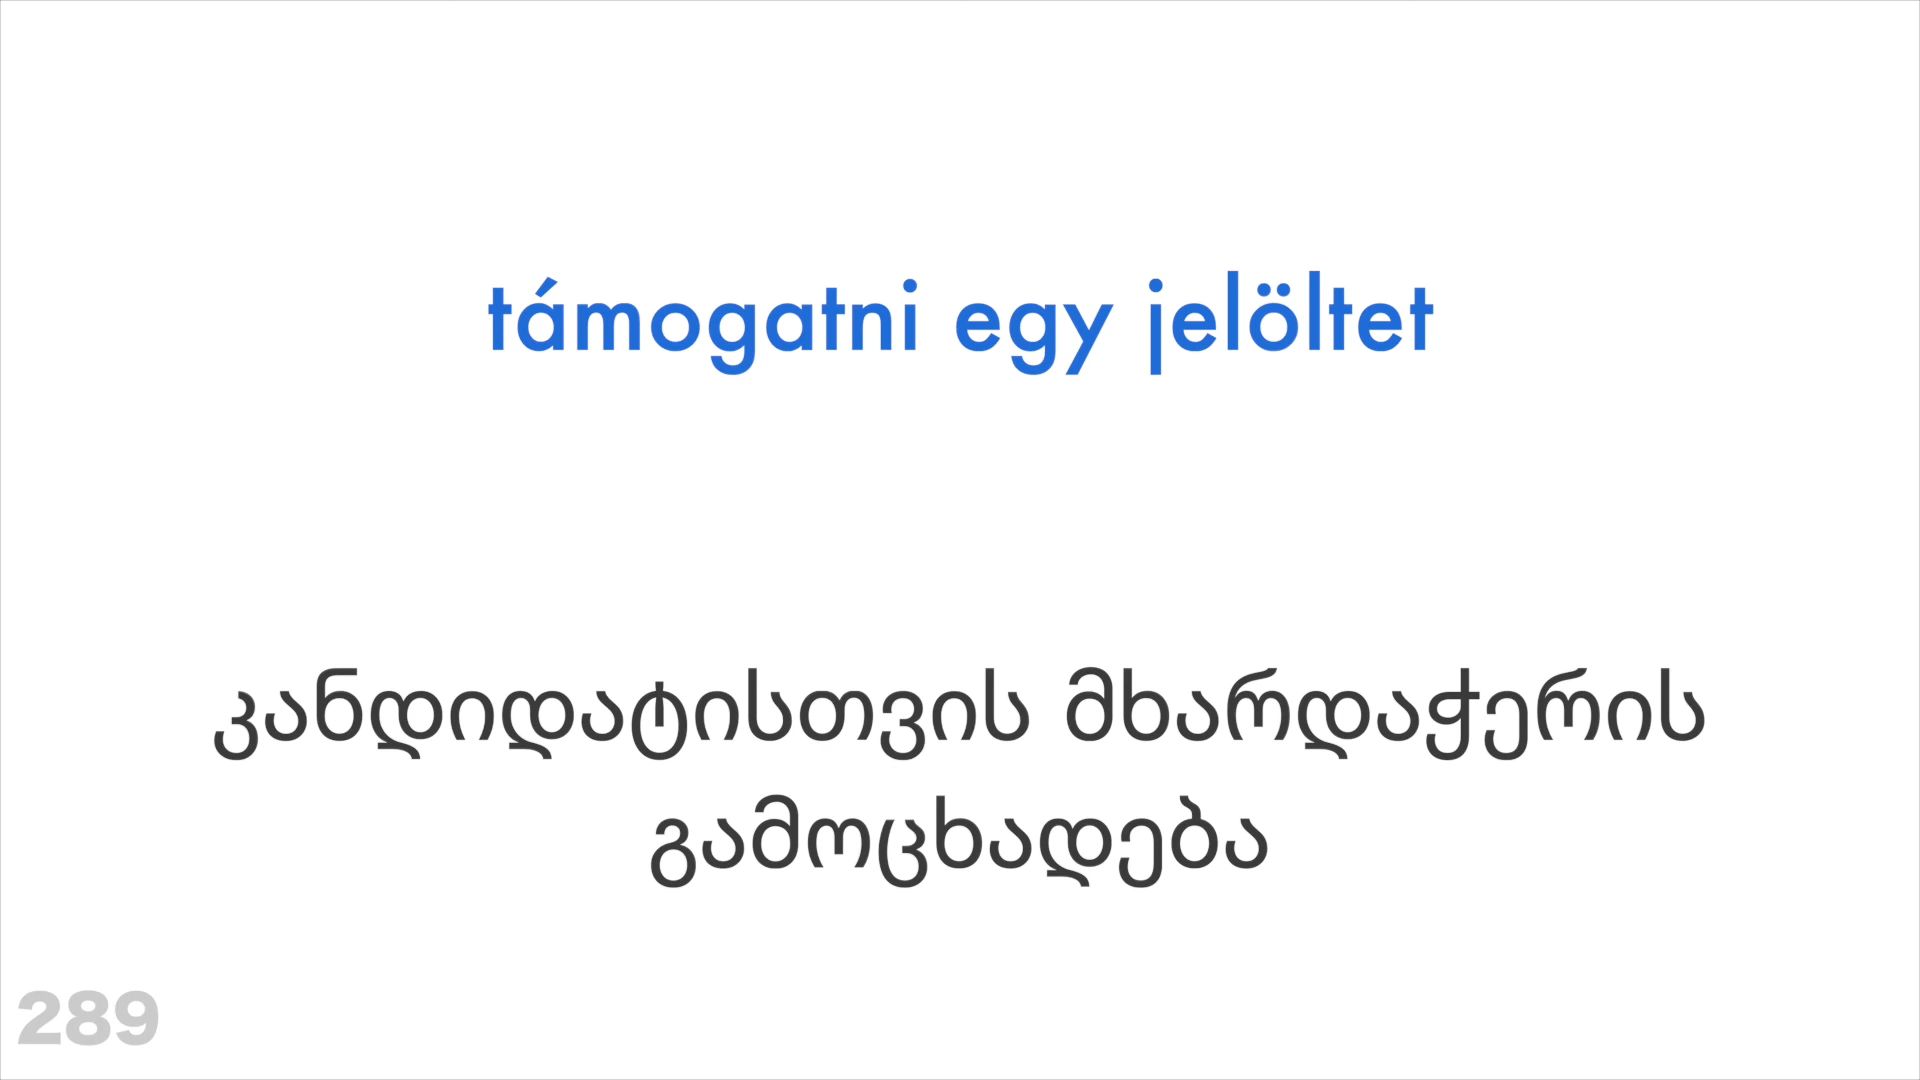 támogatni egy jelöltet
კანდიდატისთვის მხარდაჭერის
გამოცხადება
289